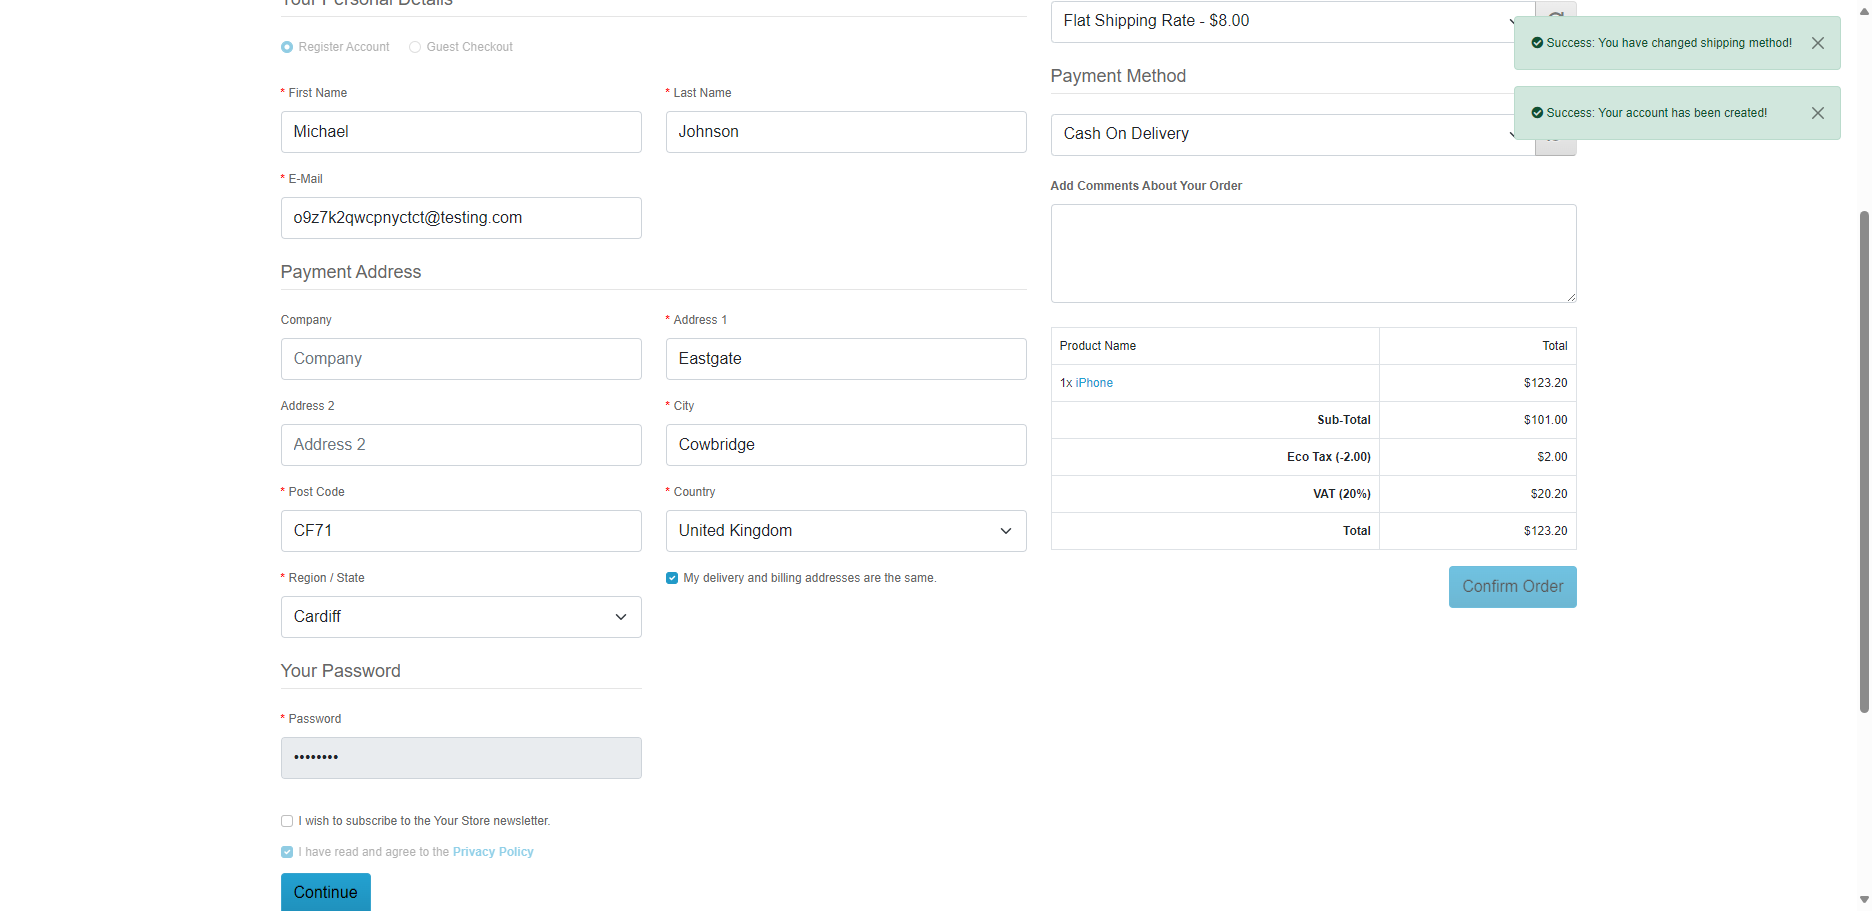 Your Personal Details
Register Account
Guest Checkout
* First Name
Michael
* Last Name
Johnson
* E-Mail
o9z7k2qwcpnyctct@testing.com
Payment Address
Company
Company
* Address 1
Eastgate
Address 2
Address 2
* City
Cowbridge
* Post Code
CF71
* Country
United Kingdom
* Region / State
Cardiff
My delivery and billing addresses are the same.
Your Password
* Password
••••••••
I wish to subscribe to the Your Store newsletter.
I have read and agree to the Privacy Policy
Continue
Flat Shipping Rate - $8.00
Payment Method
Cash On Delivery
Add Comments About Your Order
Product Name Total
1x iPhone $123.20
Sub-Total $101.00
Eco Tax (-2.00) $2.00
VAT (20%) $20.20
Total $123.20
Confirm Order
Success: You have changed shipping method!
Success: Your account has been created!